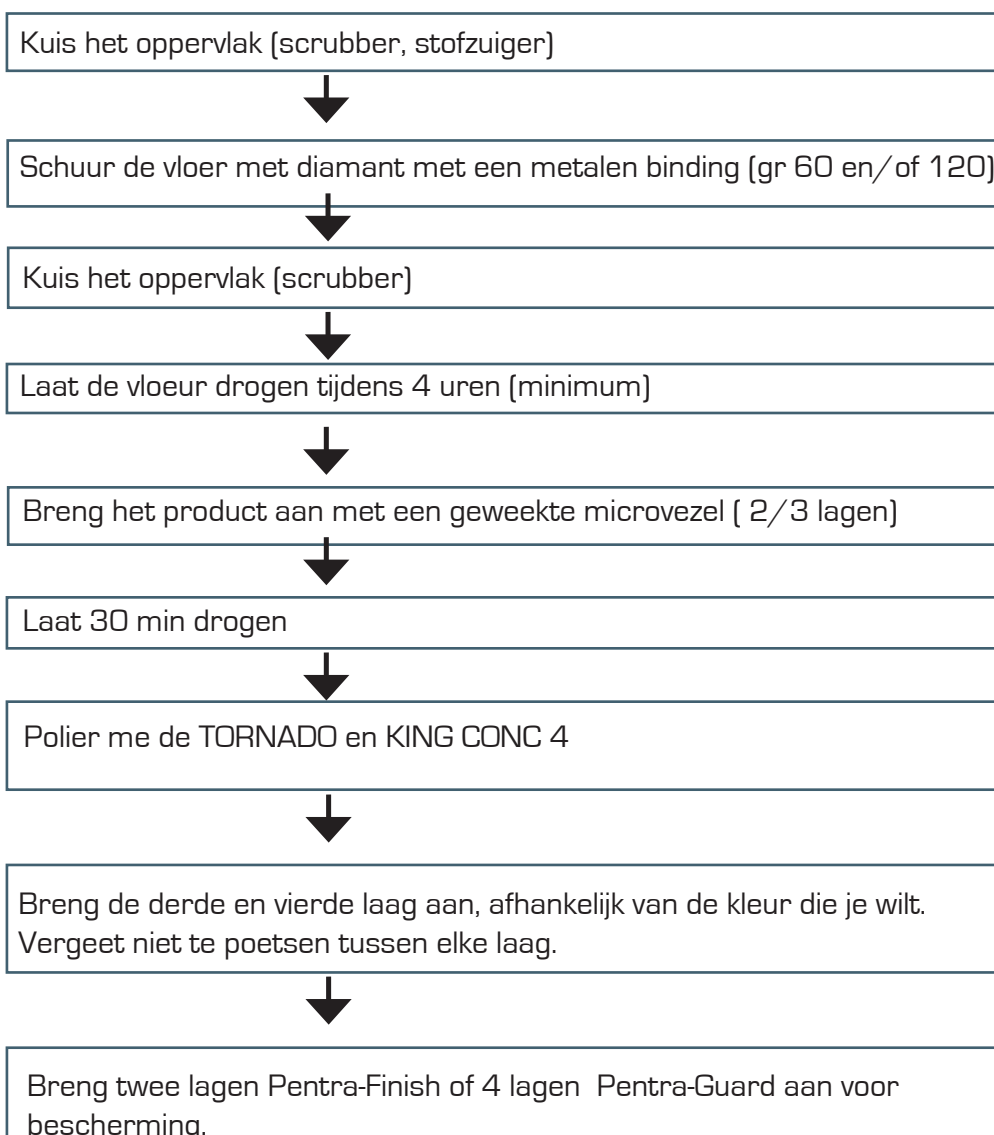 Kuis het oppervlak (scrubber, stofzuiger)
Schuur de vloer met diamant met een metalen binding (gr 60 en/of 120)
Kuis het oppervlak (scrubber)
Laat de vloeur drogen tijdens 4 uren (minimum)
Breng het product aan met een geweekte microvezel ( 2/3 lagen)
Laat 30 min drogen
Polier me de TORNADO en KING CONC 4
Breng de derde en vierde laag aan, afhankelijk van de kleur die je wilt.
Vergeet niet te poetsen tussen elke laag.
Breng twee lagen Pentra-Finish of 4 lagen Pentra-Guard aan voor
bescherming.